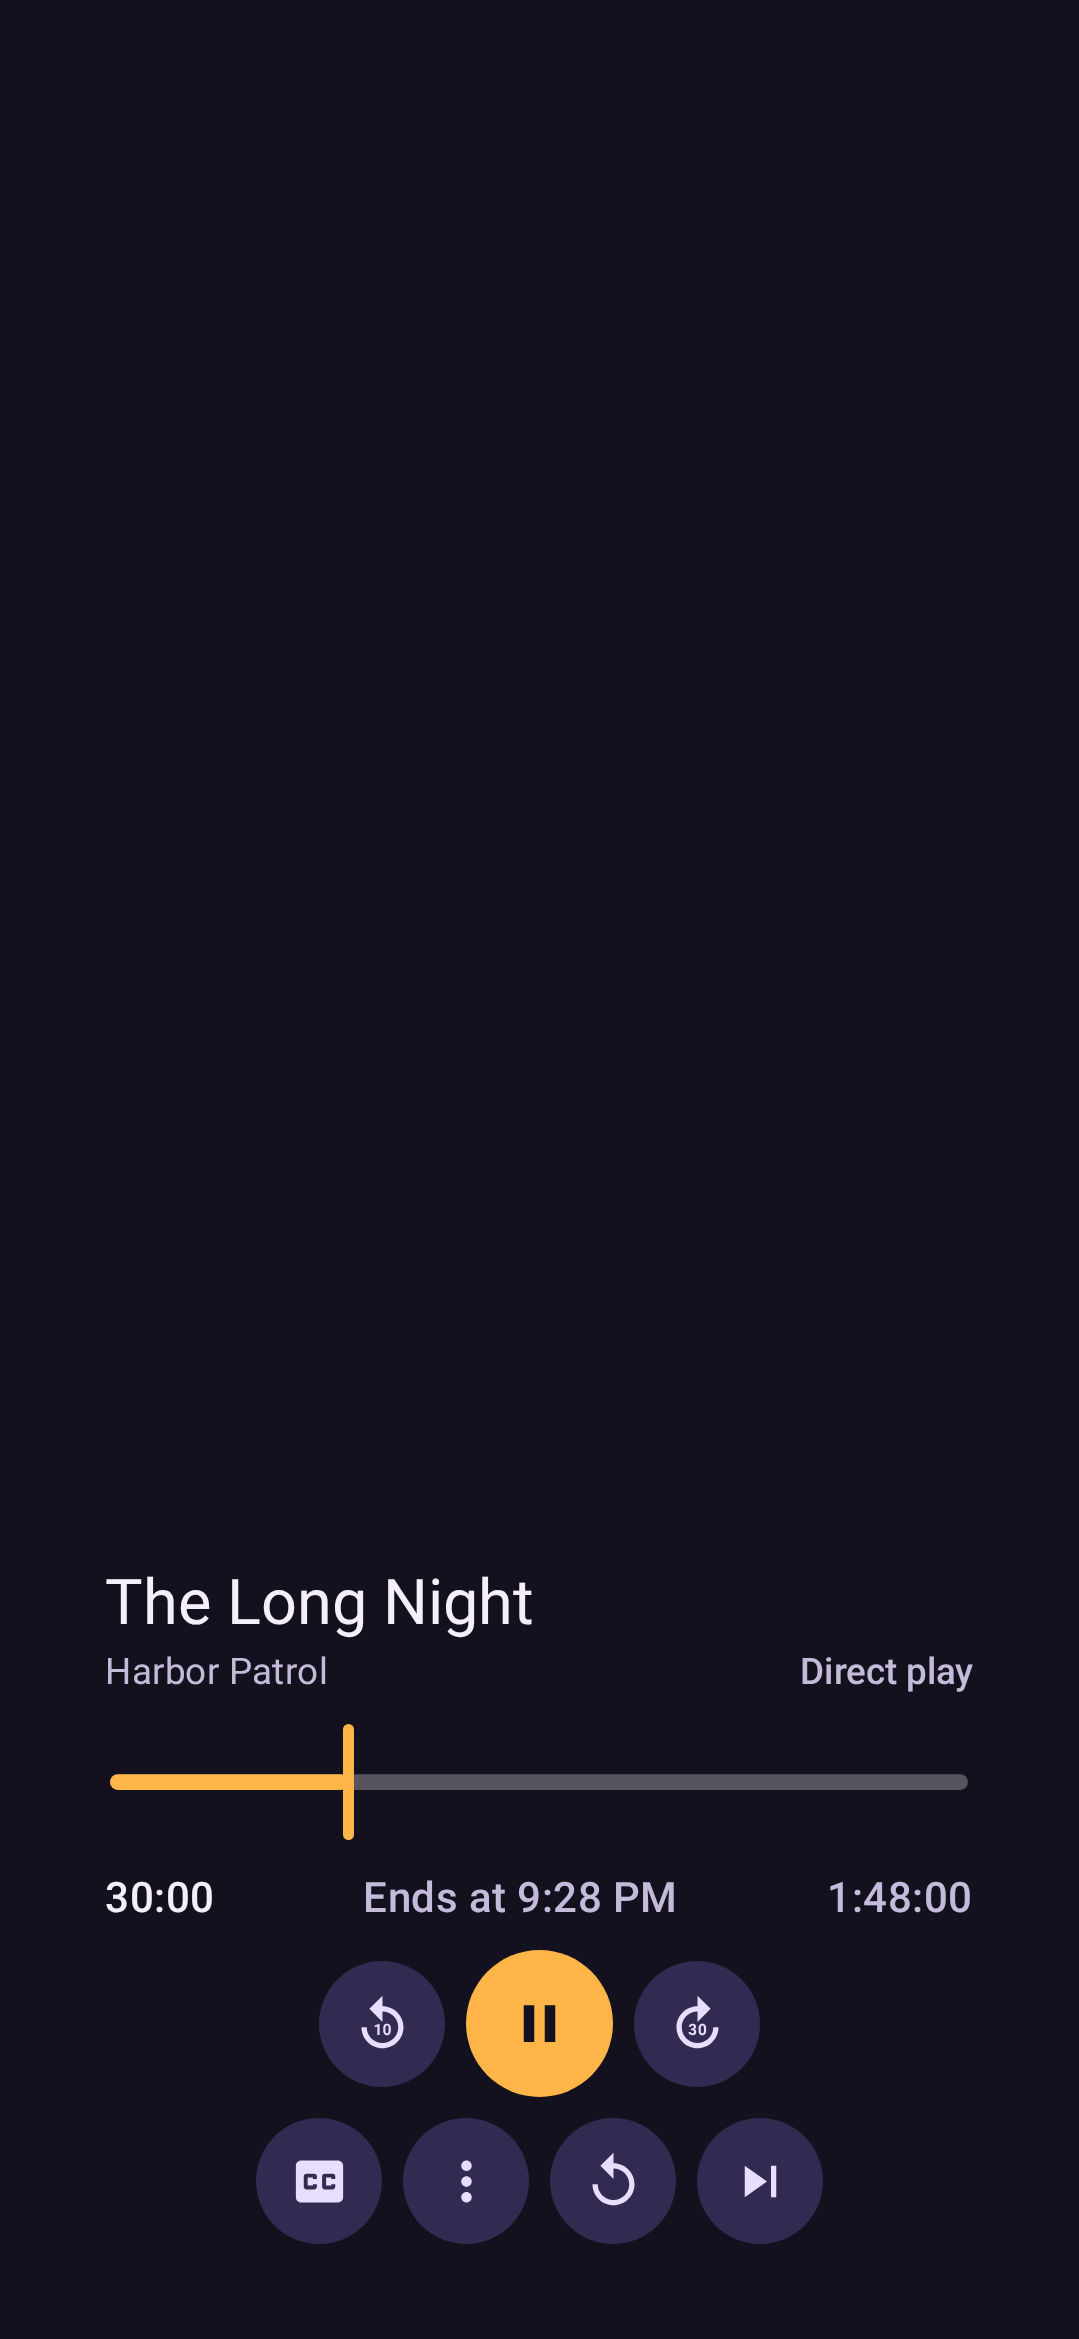 The Long Night
Harbor Patrol
Direct play
30:00
Ends at 9:28 PM
1:48:00
10
30
CC